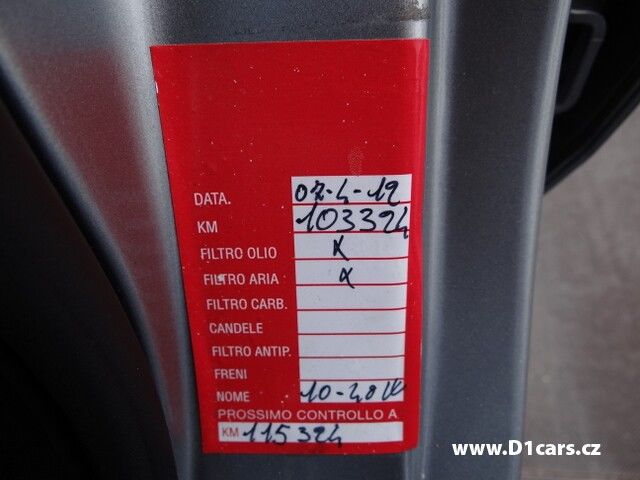 DATA. 07-4-12
KM 103324
FILTRO OLIO X
FILTRO ARIA X
FILTRO CARB.
CANDELE
FILTRO ANTIP.
FRENI
NOME
PROSSIMO CONTROLLO A
KM 115324
www.D1cars.cz